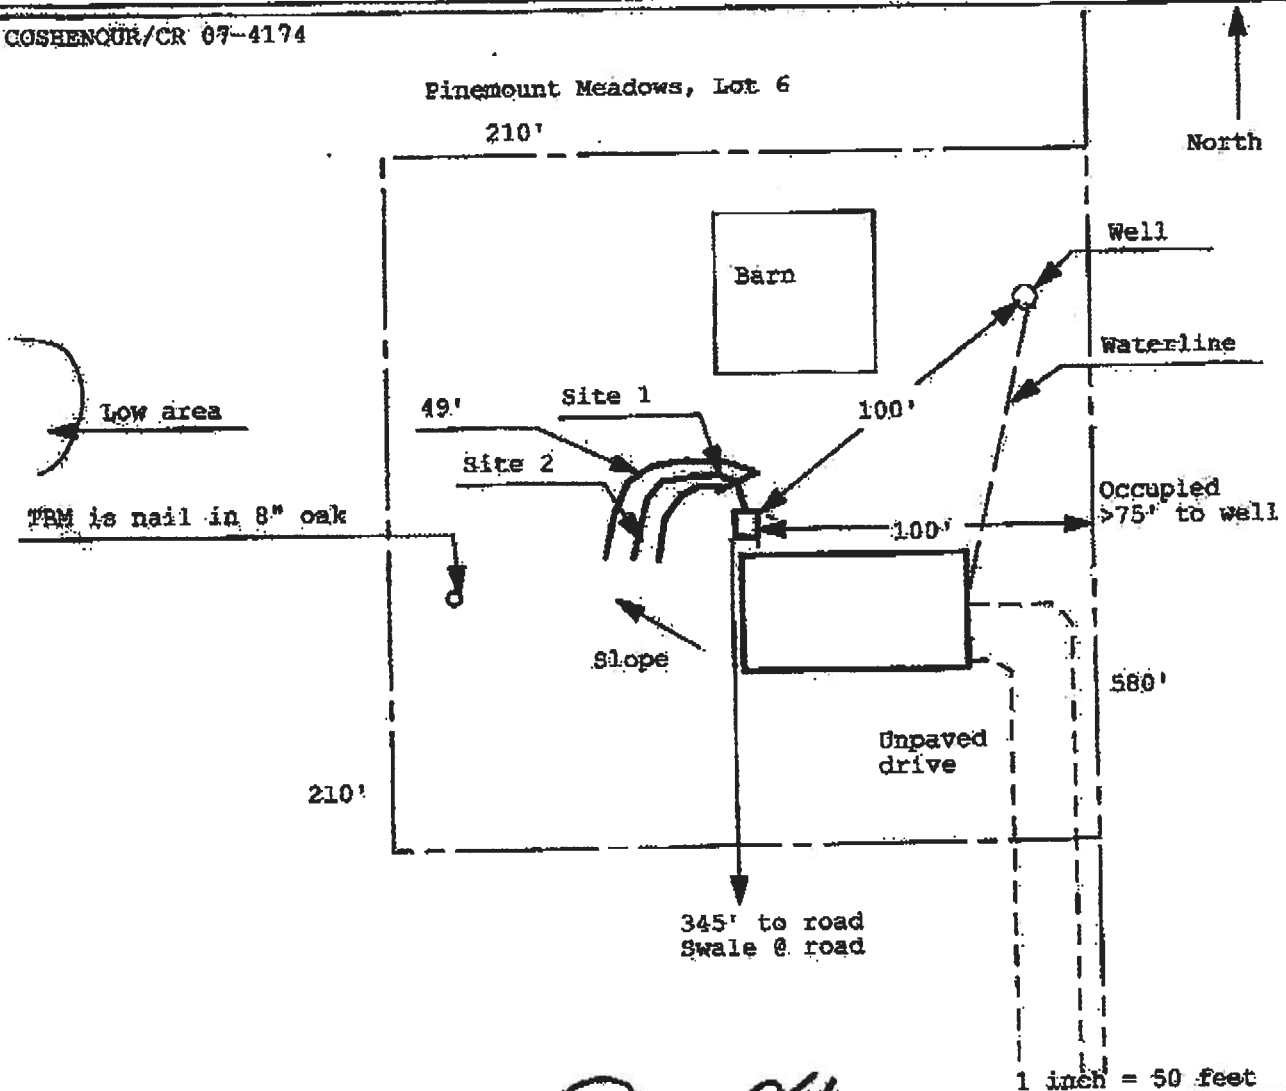 COSHENOUR/CR 07-4174
Pinemount Meadows, Lot 6
210'
North
Well
Barn
Waterline
Site 1
49'
100'
Low area
Site 2
Occupied
>75' to well
TBM is nail in 8" oak
100'
Slope
580'
Unpaved
drive
210'
345' to road
Swale @ road
1 inch = 50 feet